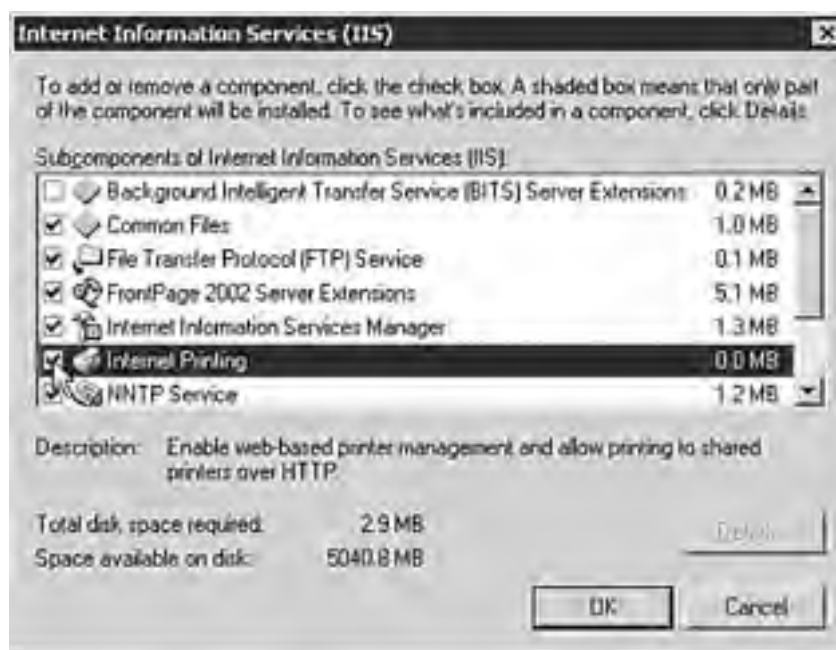 Internet Information Services (IIS)
To add or remove a component, click the check box. A shaded box means that only part
of the component will be installed. To see what's included in a component, click Details.
Subcomponents of Internet Information Services (IIS):
Background Intelligent Transfer Service (BITS) Server Extensions 0.2 MB
Common Files 1.0 MB
File Transfer Protocol (FTP) Service 0.1 MB
FrontPage 2002 Server Extensions 5.1 MB
Internet Information Services Manager 1.3 MB
Internet Printing 0.0 MB
NNTP Service 1.2 MB
Description: Enable web-based printer management and allow printing to shared
printers over HTTP.
Total disk space required: 2.9 MB
Space available on disk: 5040.8 MB
Details...
OK Cancel